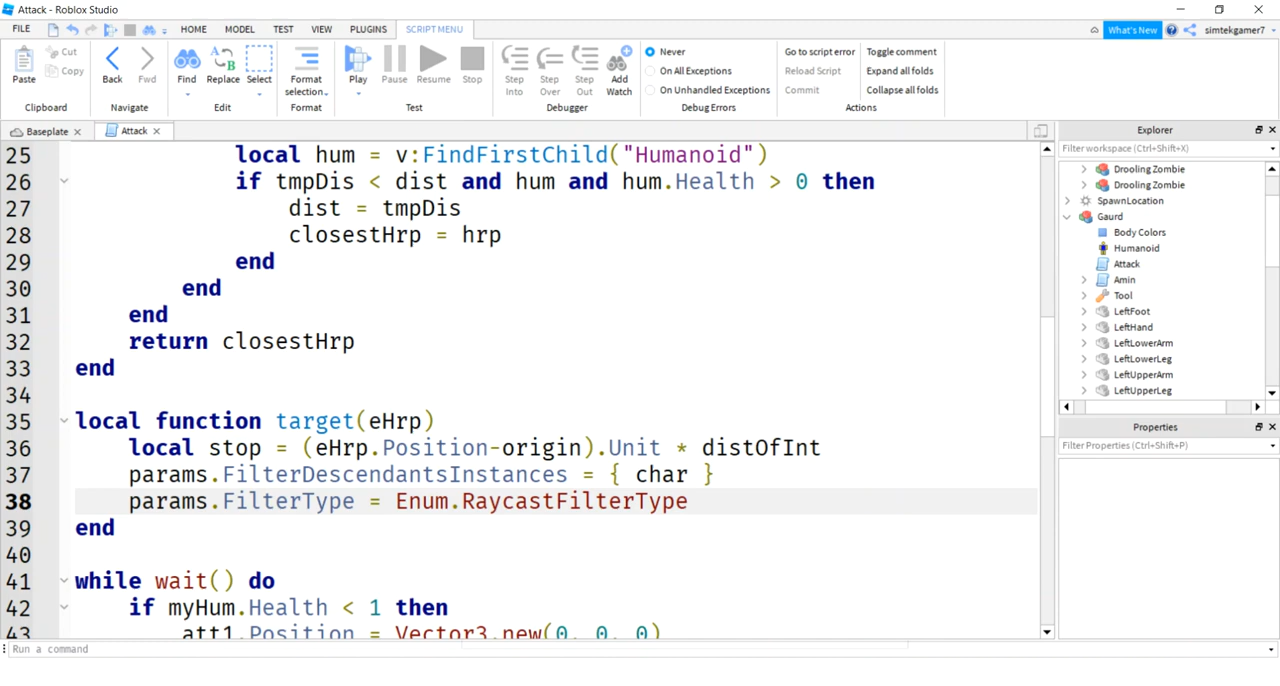 Attack - Roblox Studio
FILE HOME MODEL TEST VIEW PLUGINS SCRIPT MENU What's New simtekgamer7
Paste Cut Copy Back Fwd Find Replace Select Format selection Play Pause Resume Stop Step Into Step Over Step Out Add Watch
Never
On All Exceptions
On Unhandled Exceptions
Go to script error
Reload Script
Commit
Toggle comment
Expand all folds
Collapse all folds
Clipboard Navigate Edit Format Test Debugger Debug Errors Actions
Baseplate Attack
25 local hum = v:FindFirstChild("Humanoid")
26 if tmpDis < dist and hum and hum.Health > 0 then
27 dist = tmpDis
28 closestHrp = hrp
29 end
30 end
31 end
32 return closestHrp
33 end
34
35 local function target(eHrp)
36 local stop = (eHrp.Position-origin).Unit * distOfInt
37 params.FilterDescendantsInstances = { char }
38 params.FilterType = Enum.RaycastFilterType
39 end
40
41 while wait() do
42 if myHum.Health < 1 then
43 att1.Position = Vector3.new(0, 0, 0)
Run a command
Explorer
Filter workspace (Ctrl+Shift+X)
Drooling Zombie
Drooling Zombie
SpawnLocation
Gaurd
Body Colors
Humanoid
Attack
Amin
Tool
LeftFoot
LeftHand
LeftLowerArm
LeftLowerLeg
LeftUpperArm
LeftUpperLeg
Properties
Filter Properties (Ctrl+Shift+P)